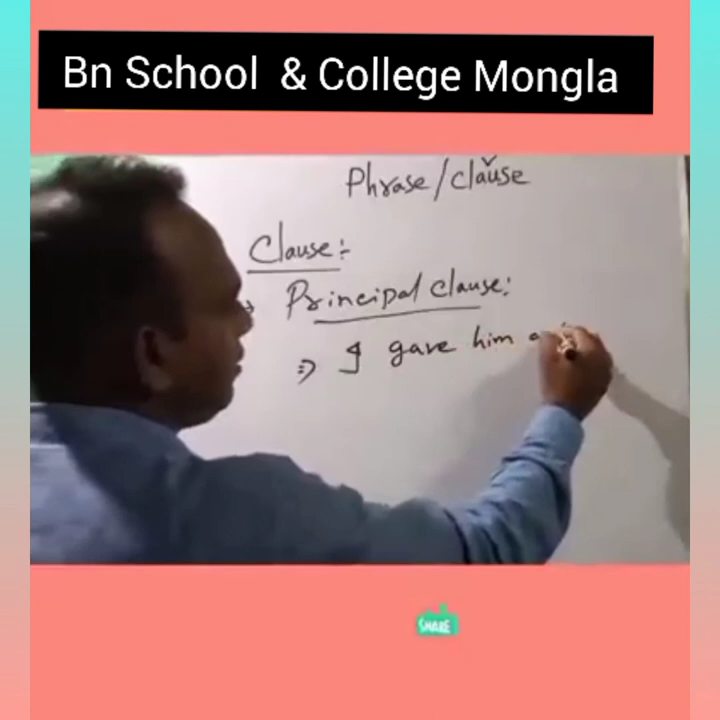 Bn School & College Mongla
Phrase/clause
Clause:-
Principal clause:
I gave him a
SHARE